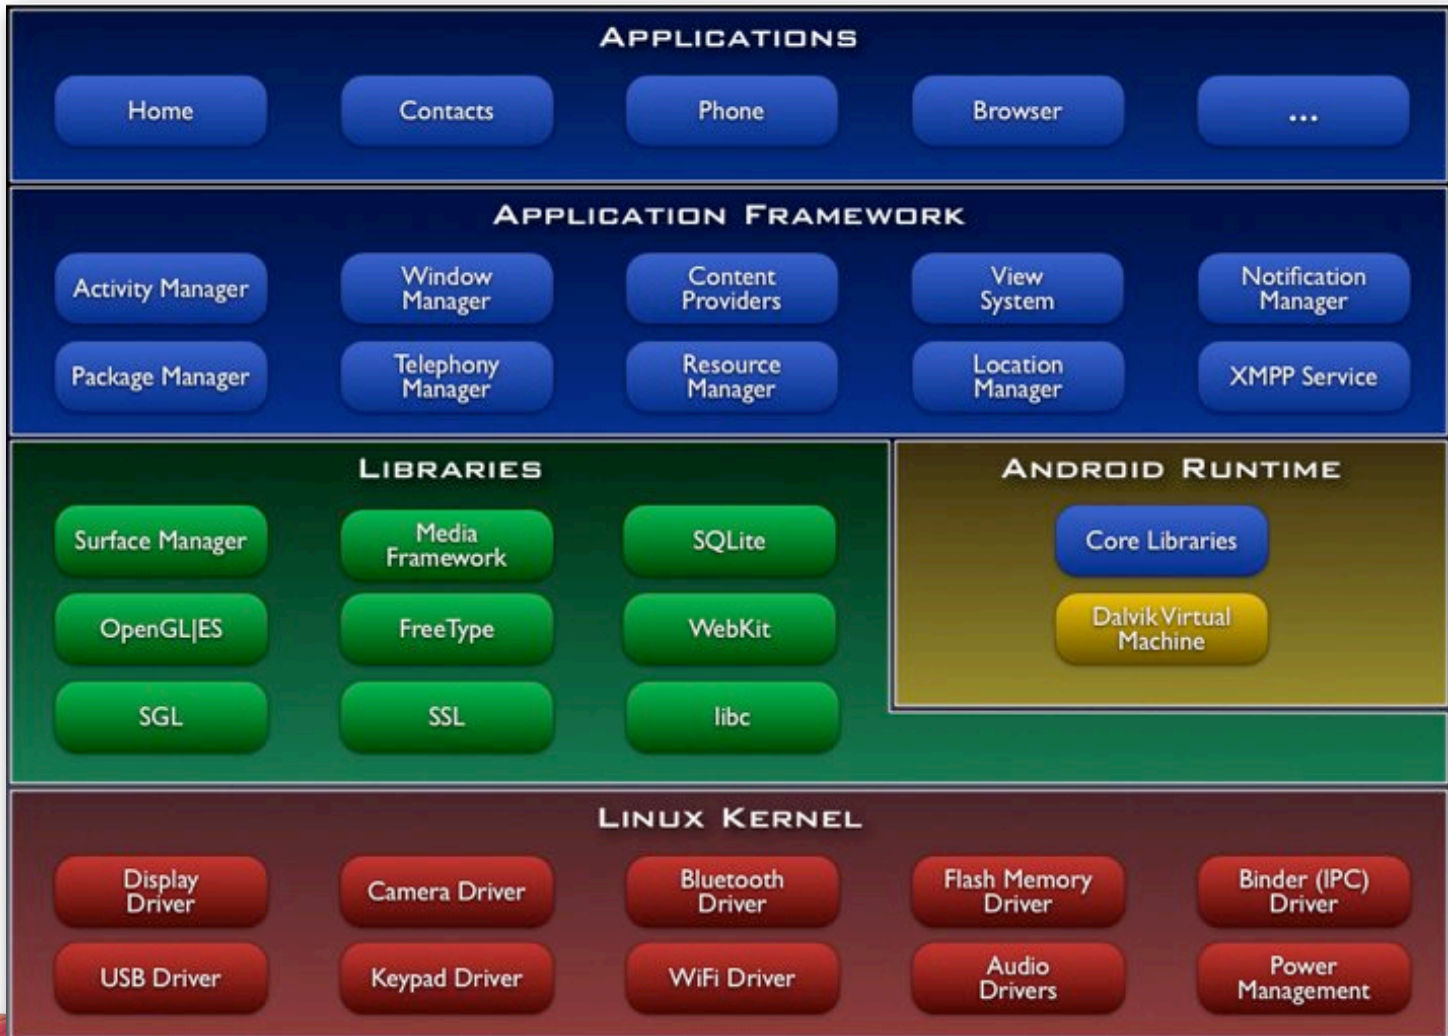 APPLICATIONS
Home
Contacts
Phone
Browser
...
APPLICATION FRAMEWORK
Activity Manager
Window
Manager
Content
Providers
View
System
Notification
Manager
Package Manager
Telephony
Manager
Resource
Manager
Location
Manager
XMPP Service
LIBRARIES
Surface Manager
Media
Framework
SQLite
OpenGL|ES
FreeType
WebKit
SGL
SSL
libc
ANDROID RUNTIME
Core Libraries
Dalvik Virtual
Machine
LINUX KERNEL
Display
Driver
Camera Driver
Bluetooth
Driver
Flash Memory
Driver
Binder (IPC)
Driver
USB Driver
Keypad Driver
WiFi Driver
Audio
Drivers
Power
Management